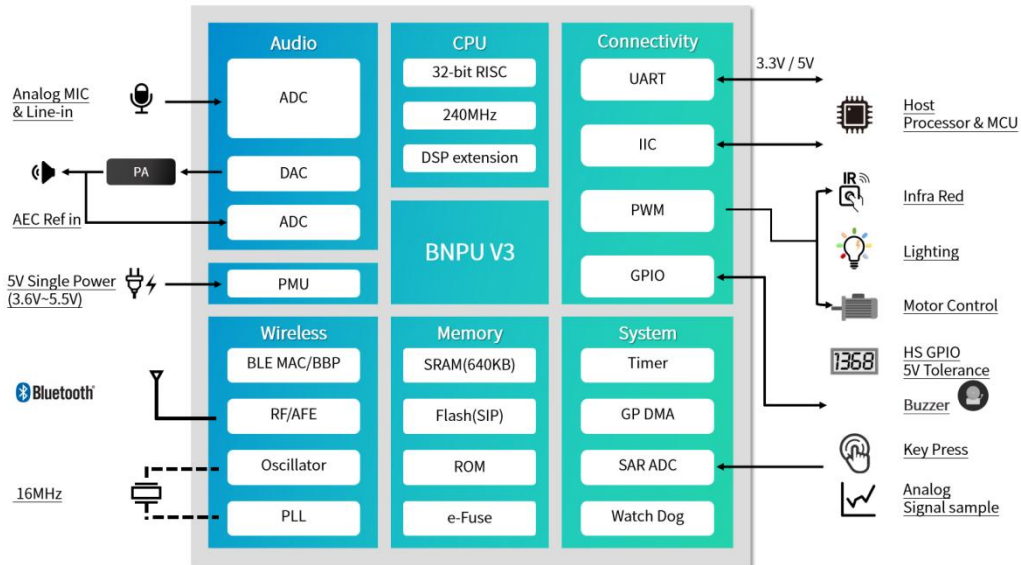 Audio
ADC
DAC
ADC
PMU
CPU
32-bit RISC
240MHz
DSP extension
BNPU V3
Connectivity
UART
IIC
PWM
GPIO
Wireless
BLE MAC/BBP
RF/AFE
Oscillator
PLL
Memory
SRAM(640KB)
Flash(SIP)
ROM
e-Fuse
System
Timer
GP DMA
SAR ADC
Watch Dog
Analog MIC
& Line-in
PA
AEC Ref in
5V Single Power
(3.6V~5.5V)
Bluetooth®
16MHz
3.3V / 5V
Host
Processor & MCU
IR
Infra Red
Lighting
Motor Control
1368
HS GPIO
5V Tolerance
Buzzer
Key Press
Analog
Signal sample